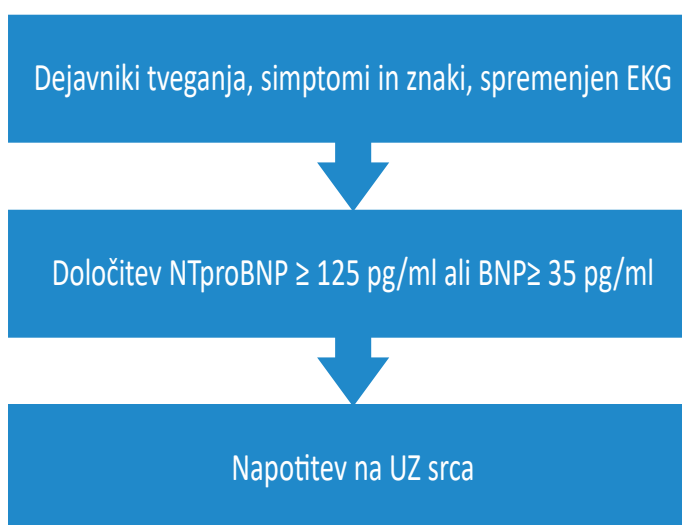 Dejavniki tveganja, simptomi in znaki, spremenjen EKG
Določitev NTproBNP ≥ 125 pg/ml ali BNP≥ 35 pg/ml
Napotitev na UZ srca